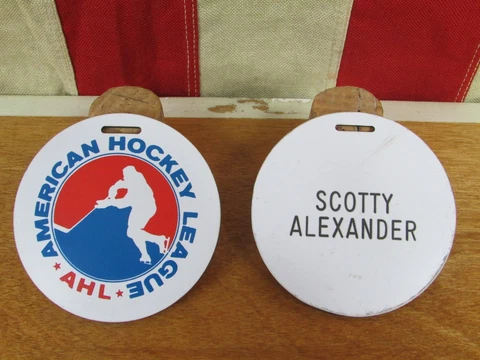 AMERICAN HOCKEY LEAGUE
AHL
SCOTTY
ALEXANDER